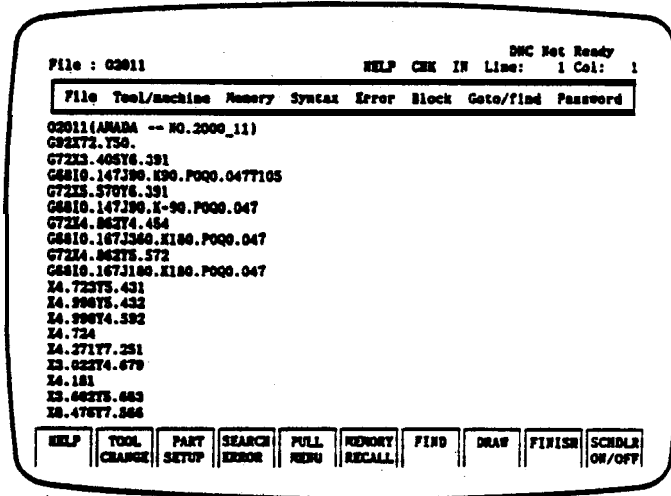 DNC Net Ready
File : O2011 HELP CHK IN Line: 1 Col: 1
File Tool/machine Memory Syntax Error Block Goto/find Password
O2011(AMADA -- NO.2000_11)
G92X72.Y50.
G72X3.405Y6.391
G68I0.147J90.K90.P0Q0.0477105
G72X5.570Y6.391
G68I0.147J90.K-90.P0Q0.047
G72X4.862Y4.454
G68I0.167J360.K180.P0Q0.047
G72X4.862Y5.572
G68I0.167J180.K180.P0Q0.047
X4.723Y5.431
X4.998Y5.432
X4.998Y4.592
X4.724
X4.271Y7.251
X3.022Y4.679
X4.181
X3.602Y5.663
X8.476Y7.566
HELP TOOL CHANGE PART SETUP SEARCH ERROR PULL MENU MEMORY RECALL FIND DRAW FINISH SCHDLR ON/OFF